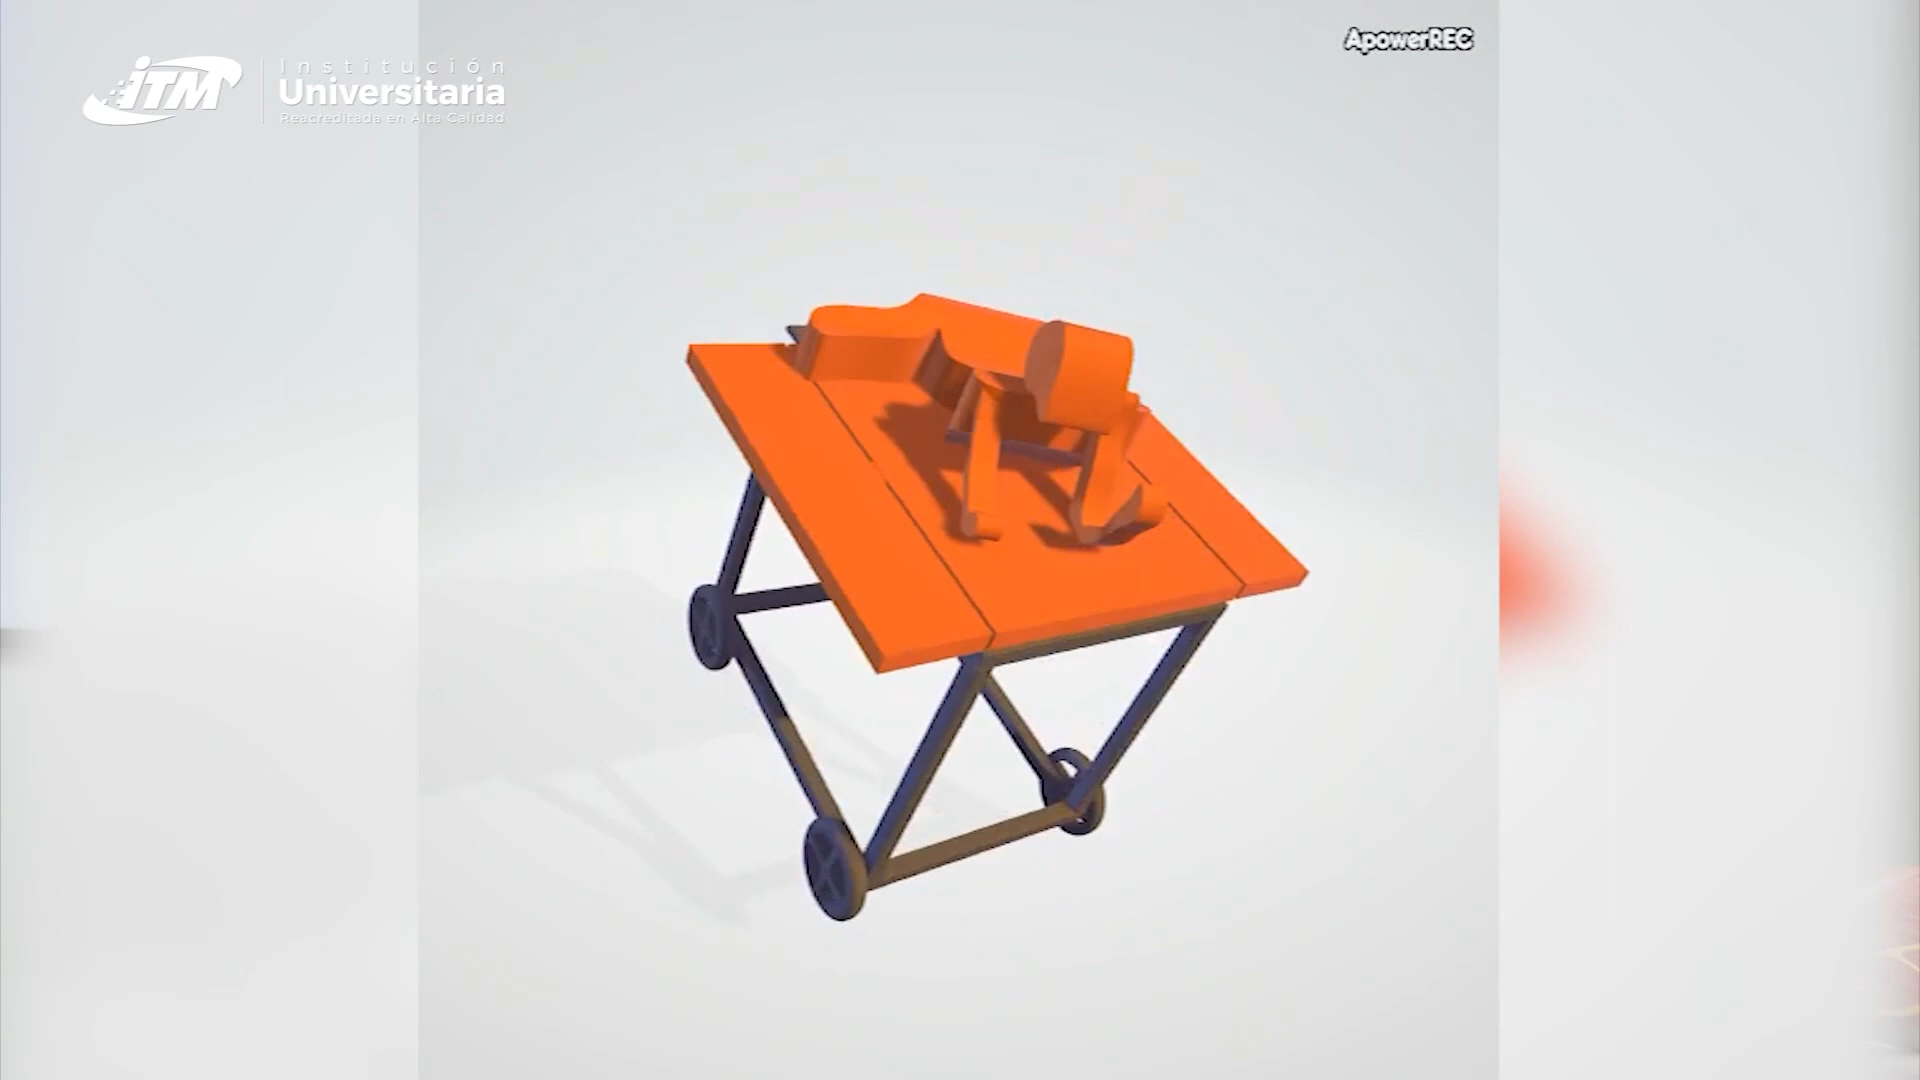 iTM
Institución
Universitaria
Reacreditada en Alta Calidad
ApowerREC